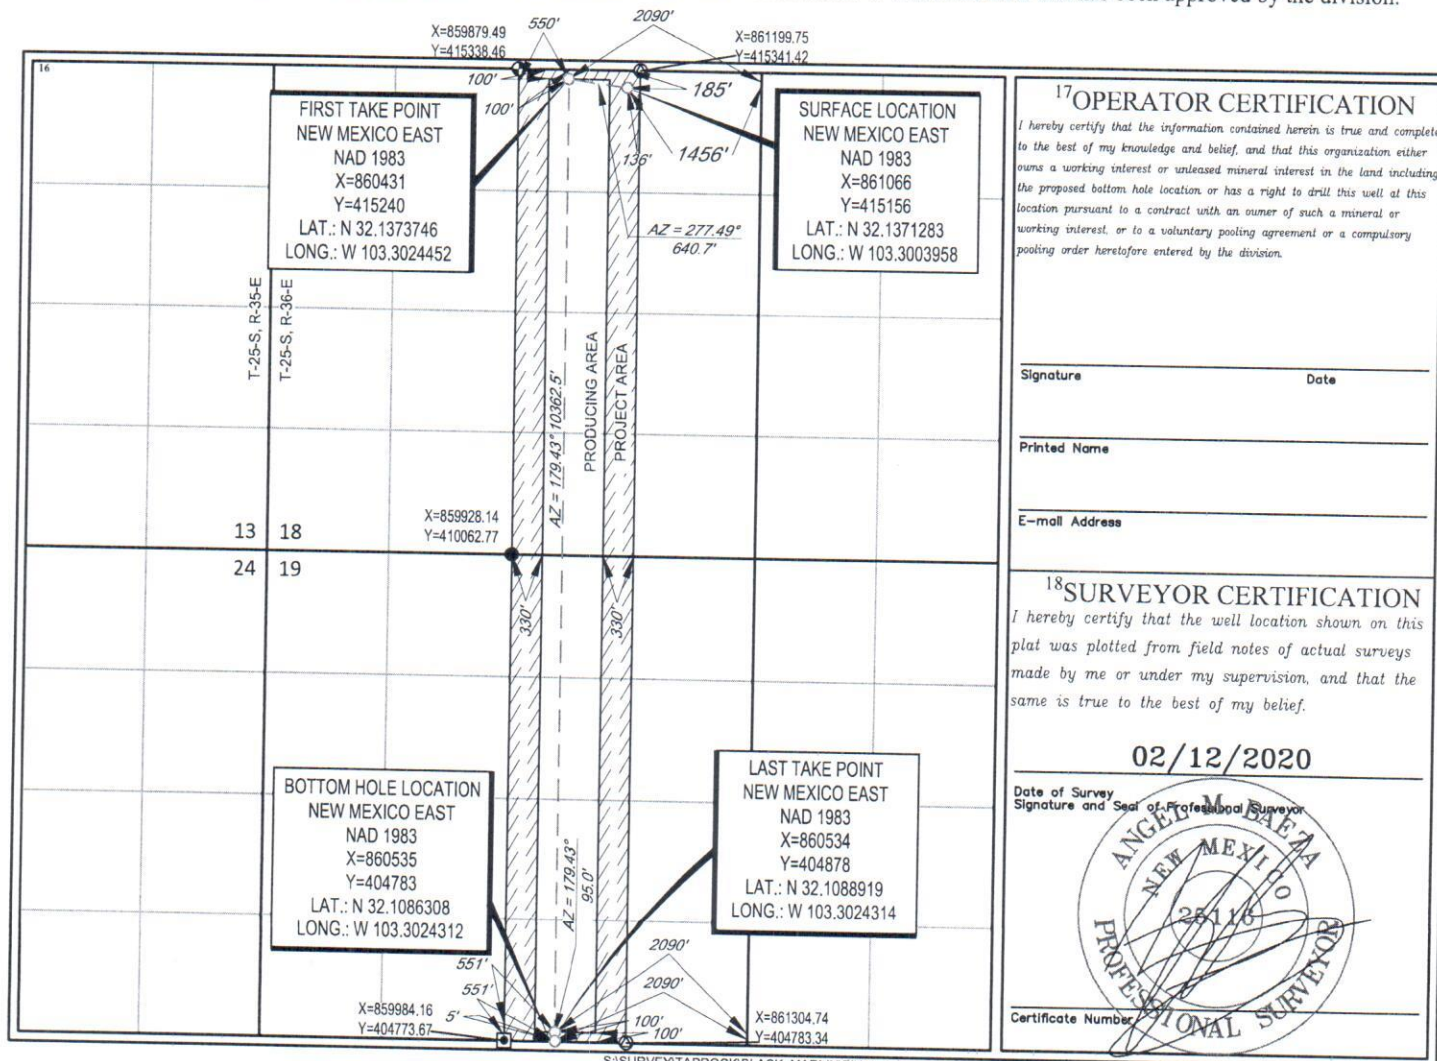 been approved by the division.
16
X=859879.49
Y=415338.46
550'
2090'
X=861199.75
Y=415341.42
100'
100'
185'
136'
1456'
FIRST TAKE POINT
NEW MEXICO EAST
NAD 1983
X=860431
Y=415240
LAT.: N 32.1373746
LONG.: W 103.3024452
SURFACE LOCATION
NEW MEXICO EAST
NAD 1983
X=861066
Y=415156
LAT.: N 32.1371283
LONG.: W 103.3003958
AZ = 277.49°
640.7'
T-25-S, R-35-E
T-25-S, R-36-E
AZ = 179.43° 10362.5'
PRODUCING AREA
PROJECT AREA
13 18
24 19
X=859928.14
Y=410062.77
330'
330'
BOTTOM HOLE LOCATION
NEW MEXICO EAST
NAD 1983
X=860535
Y=404783
LAT.: N 32.1086308
LONG.: W 103.3024312
LAST TAKE POINT
NEW MEXICO EAST
NAD 1983
X=860534
Y=404878
LAT.: N 32.1088919
LONG.: W 103.3024314
AZ = 179.43°
95.0'
551'
551'
5'
2090'
2090'
100'
100'
X=859984.16
Y=404773.67
X=861304.74
Y=404783.34
17OPERATOR CERTIFICATION
I hereby certify that the information contained herein is true and complete
to the best of my knowledge and belief, and that this organization either
owns a working interest or unleased mineral interest in the land including
the proposed bottom hole location or has a right to drill this well at this
location pursuant to a contract with an owner of such a mineral or
working interest, or to a voluntary pooling agreement or a compulsory
pooling order heretofore entered by the division.
Signature Date
Printed Name
E-mail Address
18SURVEYOR CERTIFICATION
I hereby certify that the well location shown on this
plat was plotted from field notes of actual surveys
made by me or under my supervision, and that the
same is true to the best of my belief.
02/12/2020
Date of Survey
Signature and Seal of Professional Surveyor
ANGEL M. BAEZA
NEW MEXICO
25116
PROFESSIONAL SURVEYOR
Certificate Number